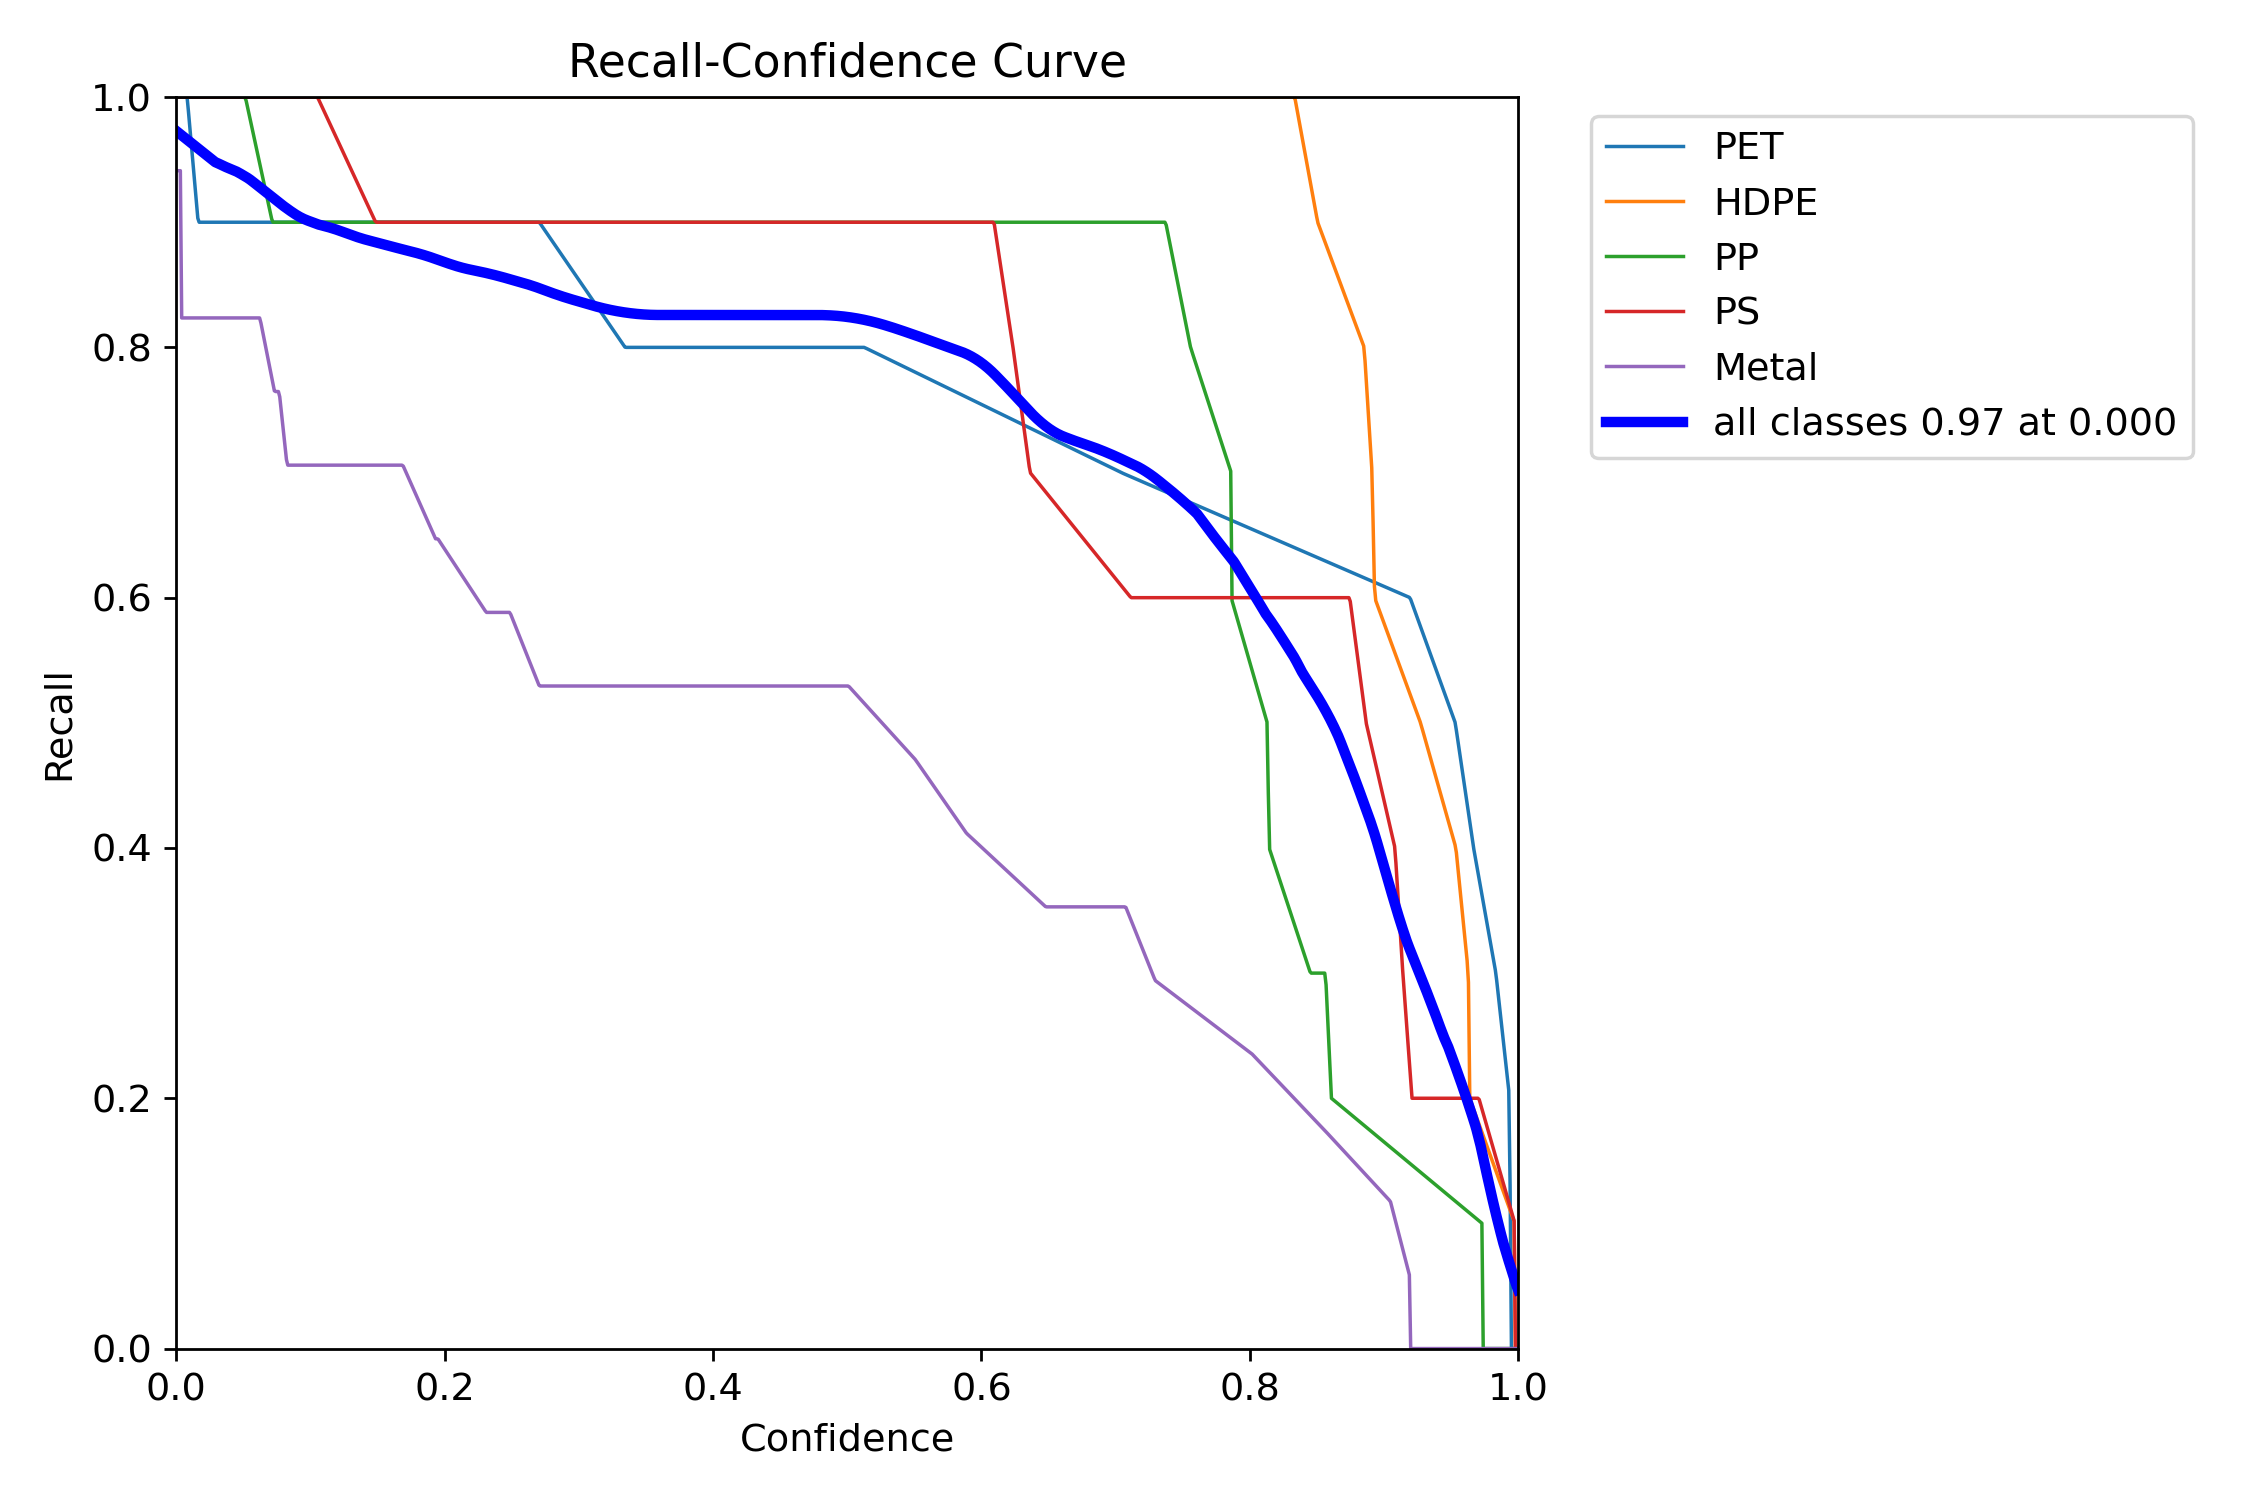 Recall-Confidence Curve
1.0
0.8
0.6
0.4
0.2
0.0
Recall
0.0 0.2 0.4 0.6 0.8 1.0
Confidence
PET
HDPE
PP
PS
Metal
all classes 0.97 at 0.000